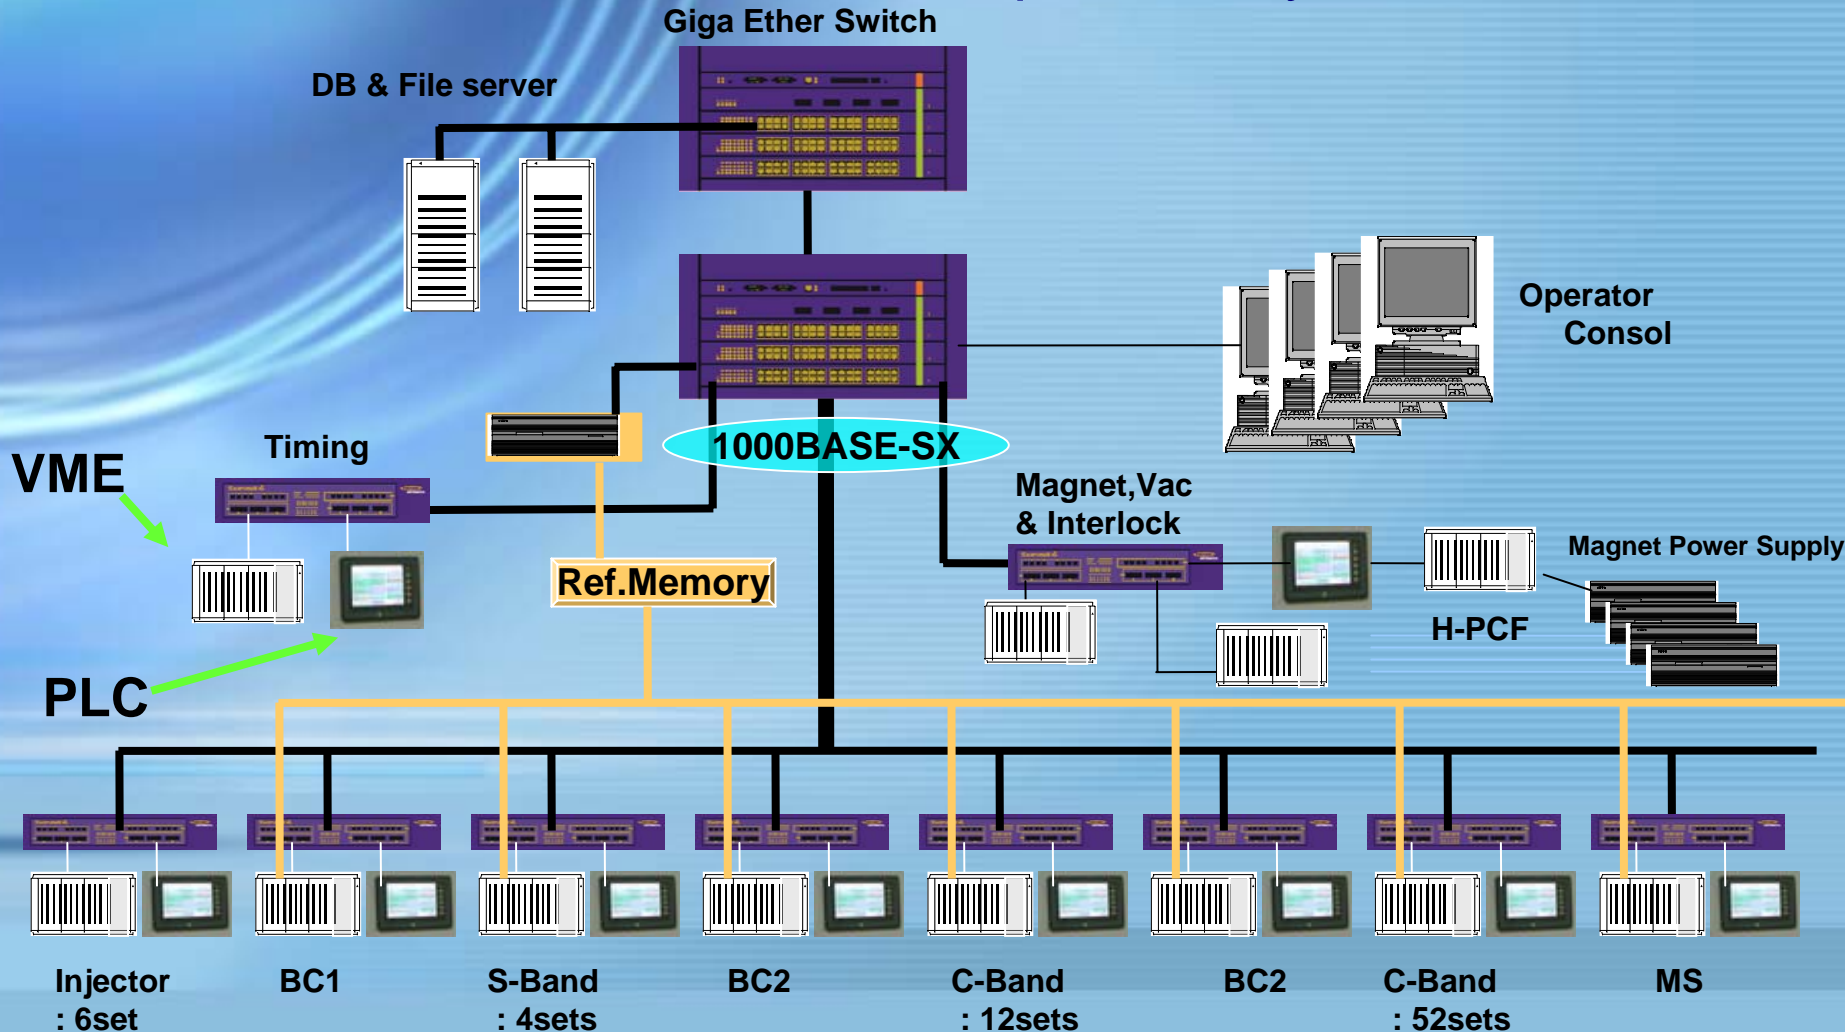 Giga Ether Switch
DB & File server
Operator
Consol
1000BASE-SX
Timing
VME
Magnet,Vac
& Interlock
Magnet Power Supply
Ref.Memory
H-PCF
PLC
Injector
: 6set
BC1
S-Band
: 4sets
BC2
C-Band
: 12sets
BC2
C-Band
: 52sets
MS